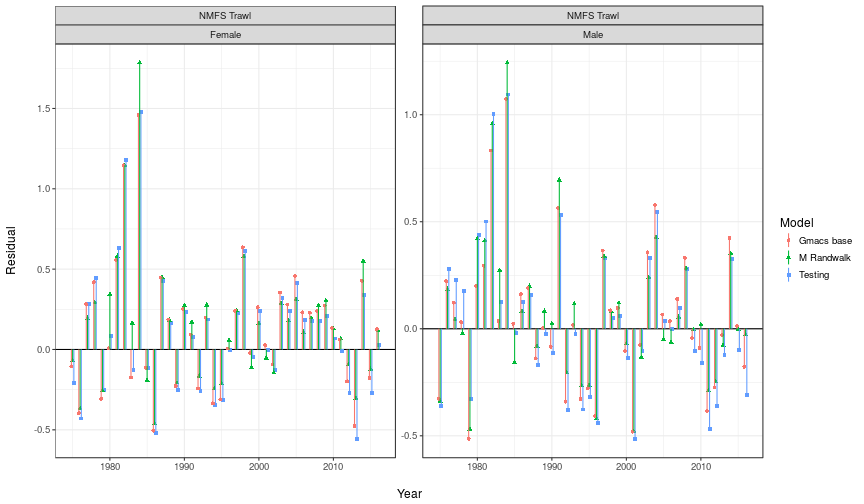 NMFS Trawl
Female
NMFS Trawl
Male
Residual
1.5
1.0
0.5
0.0
-0.5
1.0
0.5
0.0
-0.5
1980
1990
2000
2010
1980
1990
2000
2010
Year
Model
Gmacs base
M Randwalk
Testing